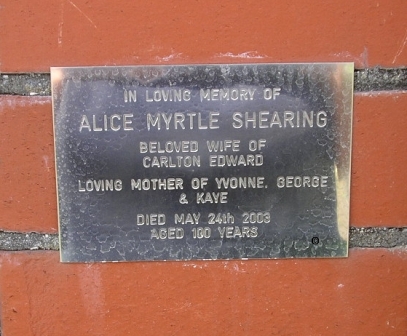 IN LOVING MEMORY OF
ALICE MYRTLE SHEARING
BELOVED WIFE OF
CARLTON EDWARD
LOVING MOTHER OF YVONNE, GEORGE
& KAYE
DIED MAY 24th 2003
AGED 100 YEARS